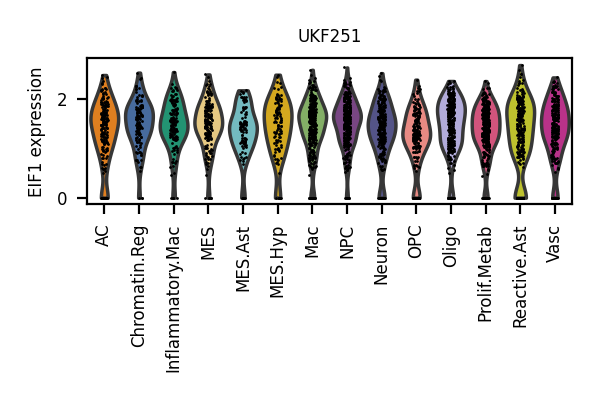 UKF251
EIF1 expression
2
0
AC
Chromatin.Reg
Inflammatory.Mac
MES
MES.Ast
MES.Hyp
Mac
NPC
Neuron
OPC
Oligo
Prolif.Metab
Reactive.Ast
Vasc